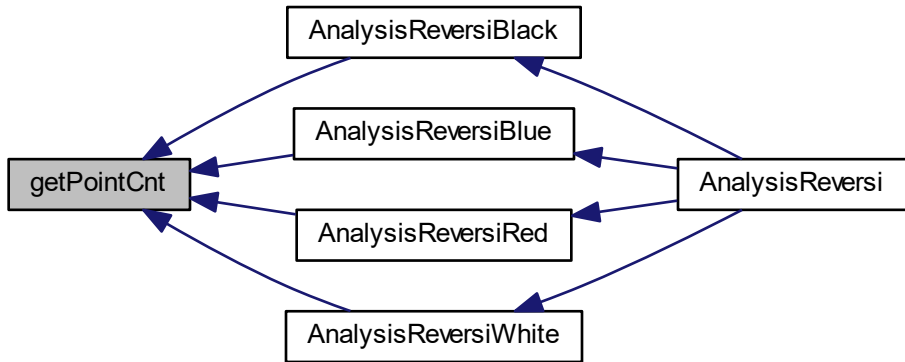 AnalysisReversiBlack
AnalysisReversiBlue
getPointCnt
AnalysisReversi
AnalysisReversiRed
AnalysisReversiWhite